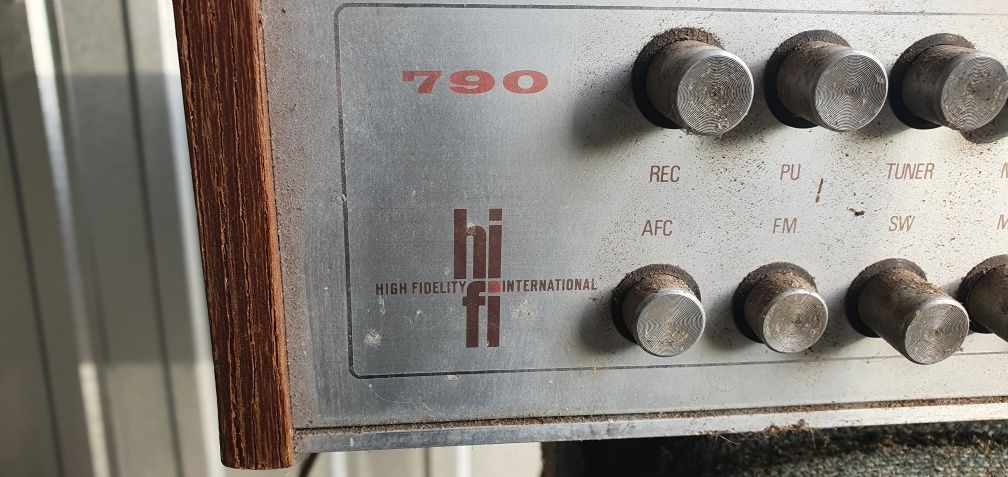 790
REC PU TUNER
AFC FM SW
hi
HIGH FIDELITY INTERNATIONAL
fi